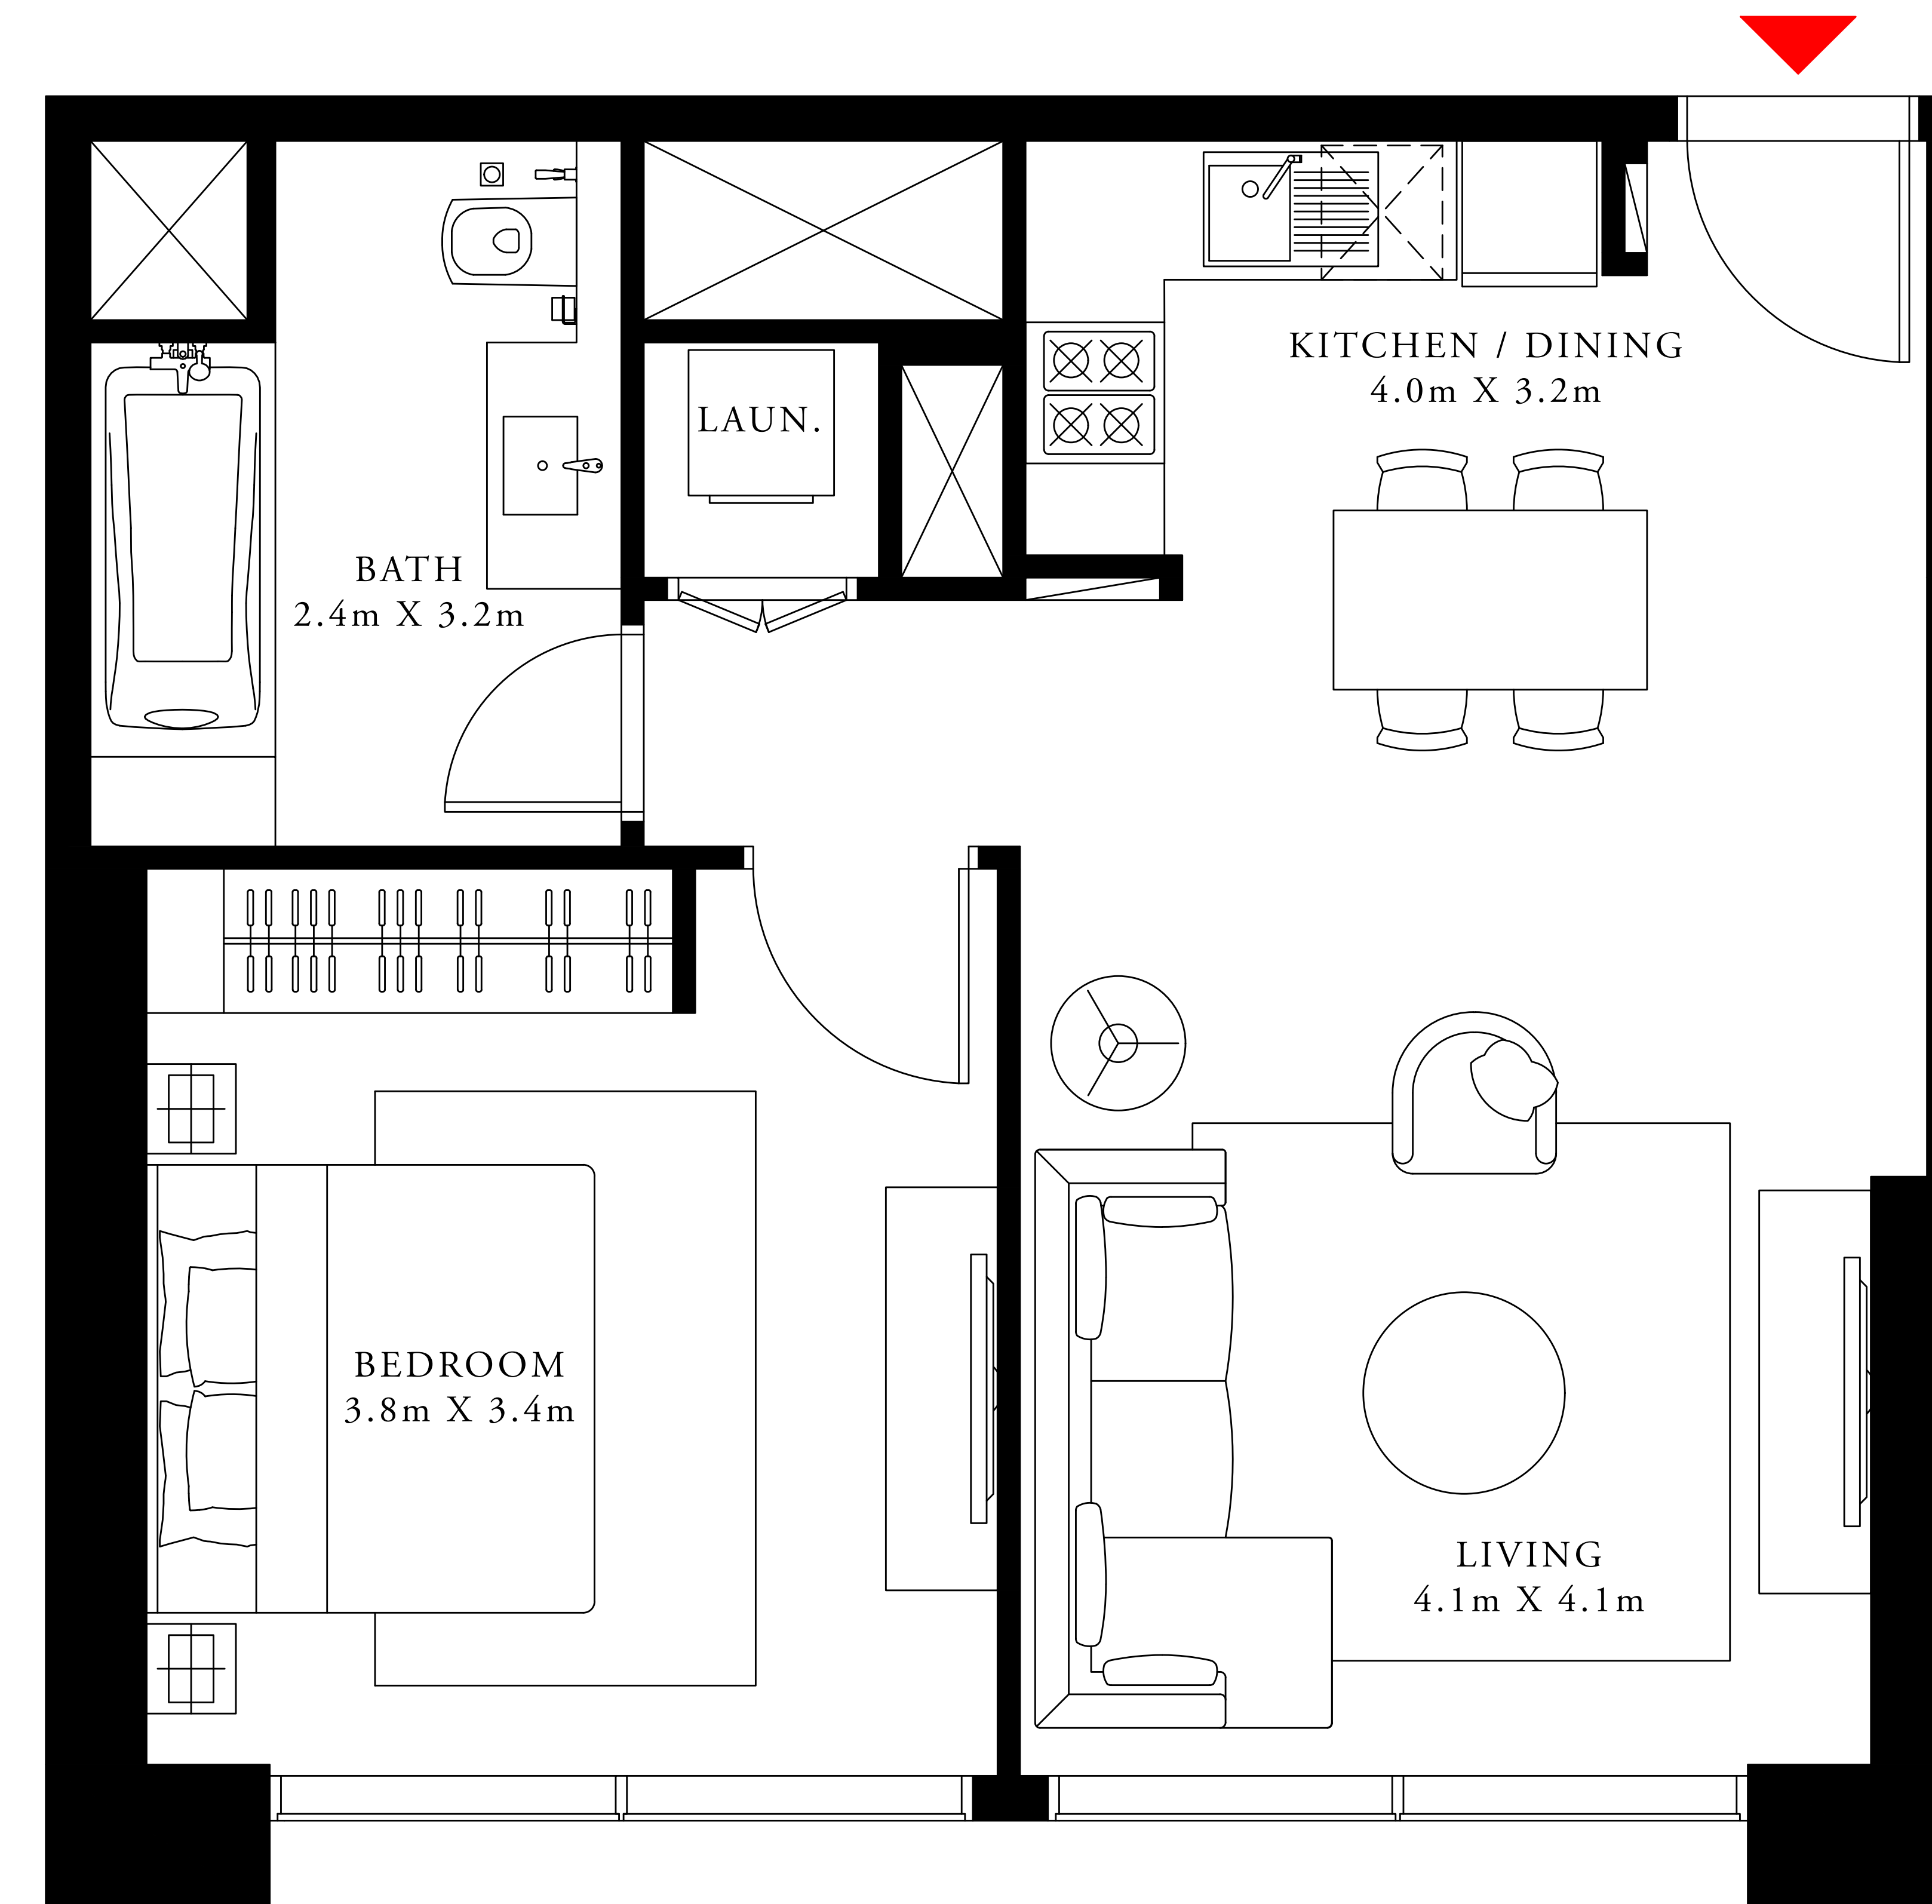 KITCHEN / DINING
4.0m X 3.2m
LAUN.
BATH
2.4m X 3.2m
BEDROOM
3.8m X 3.4m
LIVING
4.1m X 4.1m